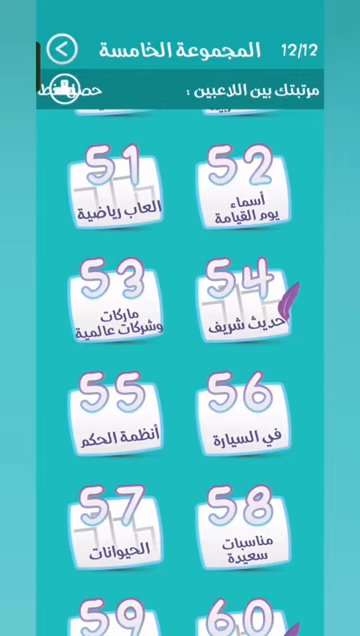 12/12 المجموعة الخامسة
مرتبتك بين اللاعبين :
51
العاب رياضية
52
أسماء
يوم القيامة
53
ماركات
وشركات عالمية
54
حديث شريف
55
أنظمة الحكم
56
في السيارة
57
الحيوانات
58
مناسبات
سعيدة
59
60